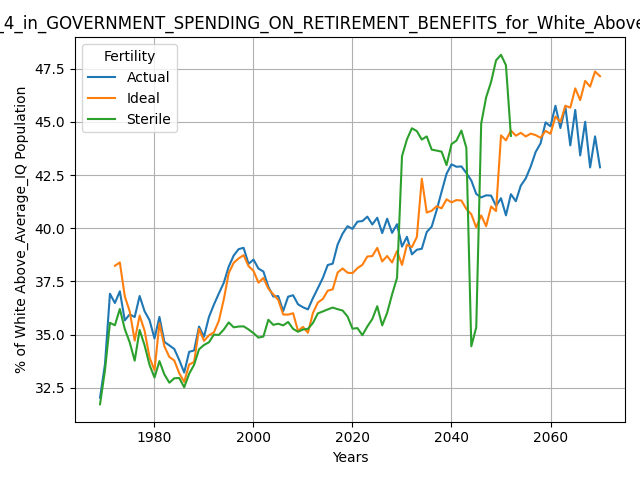 _4_in_GOVERNMENT_SPENDING_ON_RETIREMENT_BENEFITS_for_White_Above
Fertility
Actual
Ideal
Sterile
% of White Above_Average_IQ Population
47.5
45.0
42.5
40.0
37.5
35.0
32.5
1980
2000
2020
2040
2060
Years